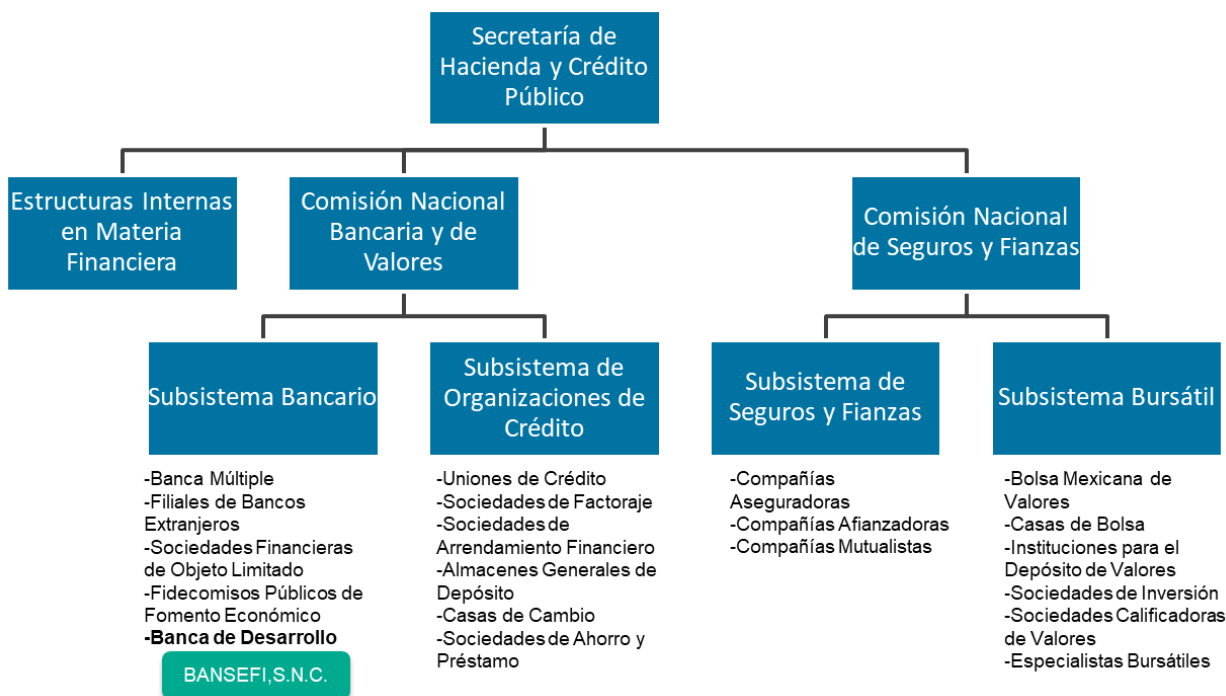 Secretaría de
Hacienda y Crédito
Público
Estructuras Internas
en Materia
Financiera
Comisión Nacional
Bancaria y de
Valores
Comisión Nacional
de Seguros y Fianzas
Subsistema Bancario
Subsistema de
Organizaciones de
Crédito
Subsistema de
Seguros y Fianzas
Subsistema Bursátil
-Banca Múltiple
-Filiales de Bancos
Extranjeros
-Sociedades Financieras
de Objeto Limitado
-Fidecomisos Públicos de
Fomento Económico
-Banca de Desarrollo
BANSEFI,S.N.C.
-Uniones de Crédito
-Sociedades de Factoraje
-Sociedades de
Arrendamiento Financiero
-Almacenes Generales de
Depósito
-Casas de Cambio
-Sociedades de Ahorro y
Préstamo
-Compañías
Aseguradoras
-Compañías Afianzadoras
-Compañías Mutualistas
-Bolsa Mexicana de
Valores
-Casas de Bolsa
-Instituciones para el
Depósito de Valores
-Sociedades de Inversión
-Sociedades Calificadoras
de Valores
-Especialistas Bursátiles